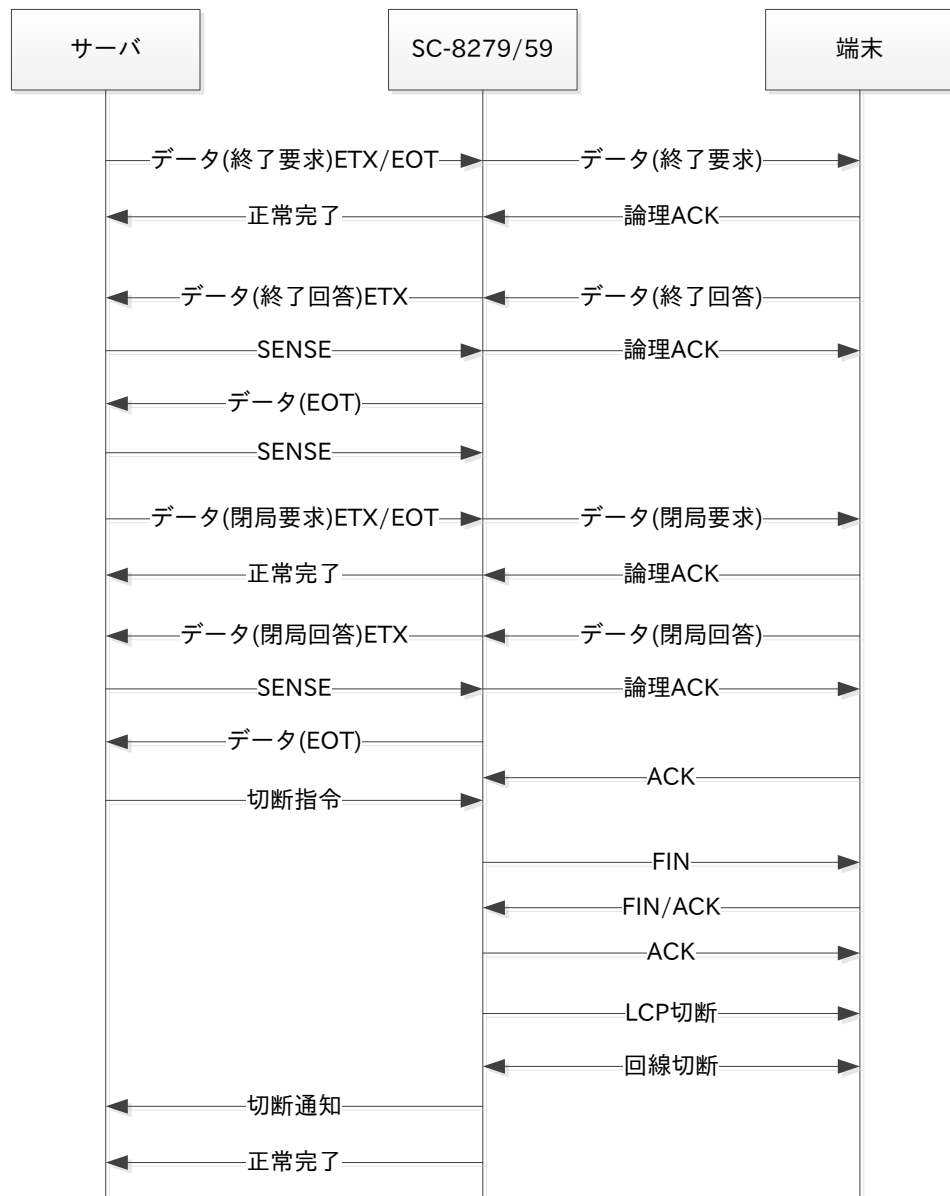 サーバ
SC-8279/59
端末
データ(終了要求)ETX/EOT
データ(終了要求)
正常完了
論理ACK
データ(終了回答)ETX
データ(終了回答)
SENSE
論理ACK
データ(EOT)
SENSE
データ(閉局要求)ETX/EOT
データ(閉局要求)
正常完了
論理ACK
データ(閉局回答)ETX
データ(閉局回答)
SENSE
論理ACK
データ(EOT)
ACK
切断指令
FIN
FIN/ACK
ACK
LCP切断
回線切断
切断通知
正常完了